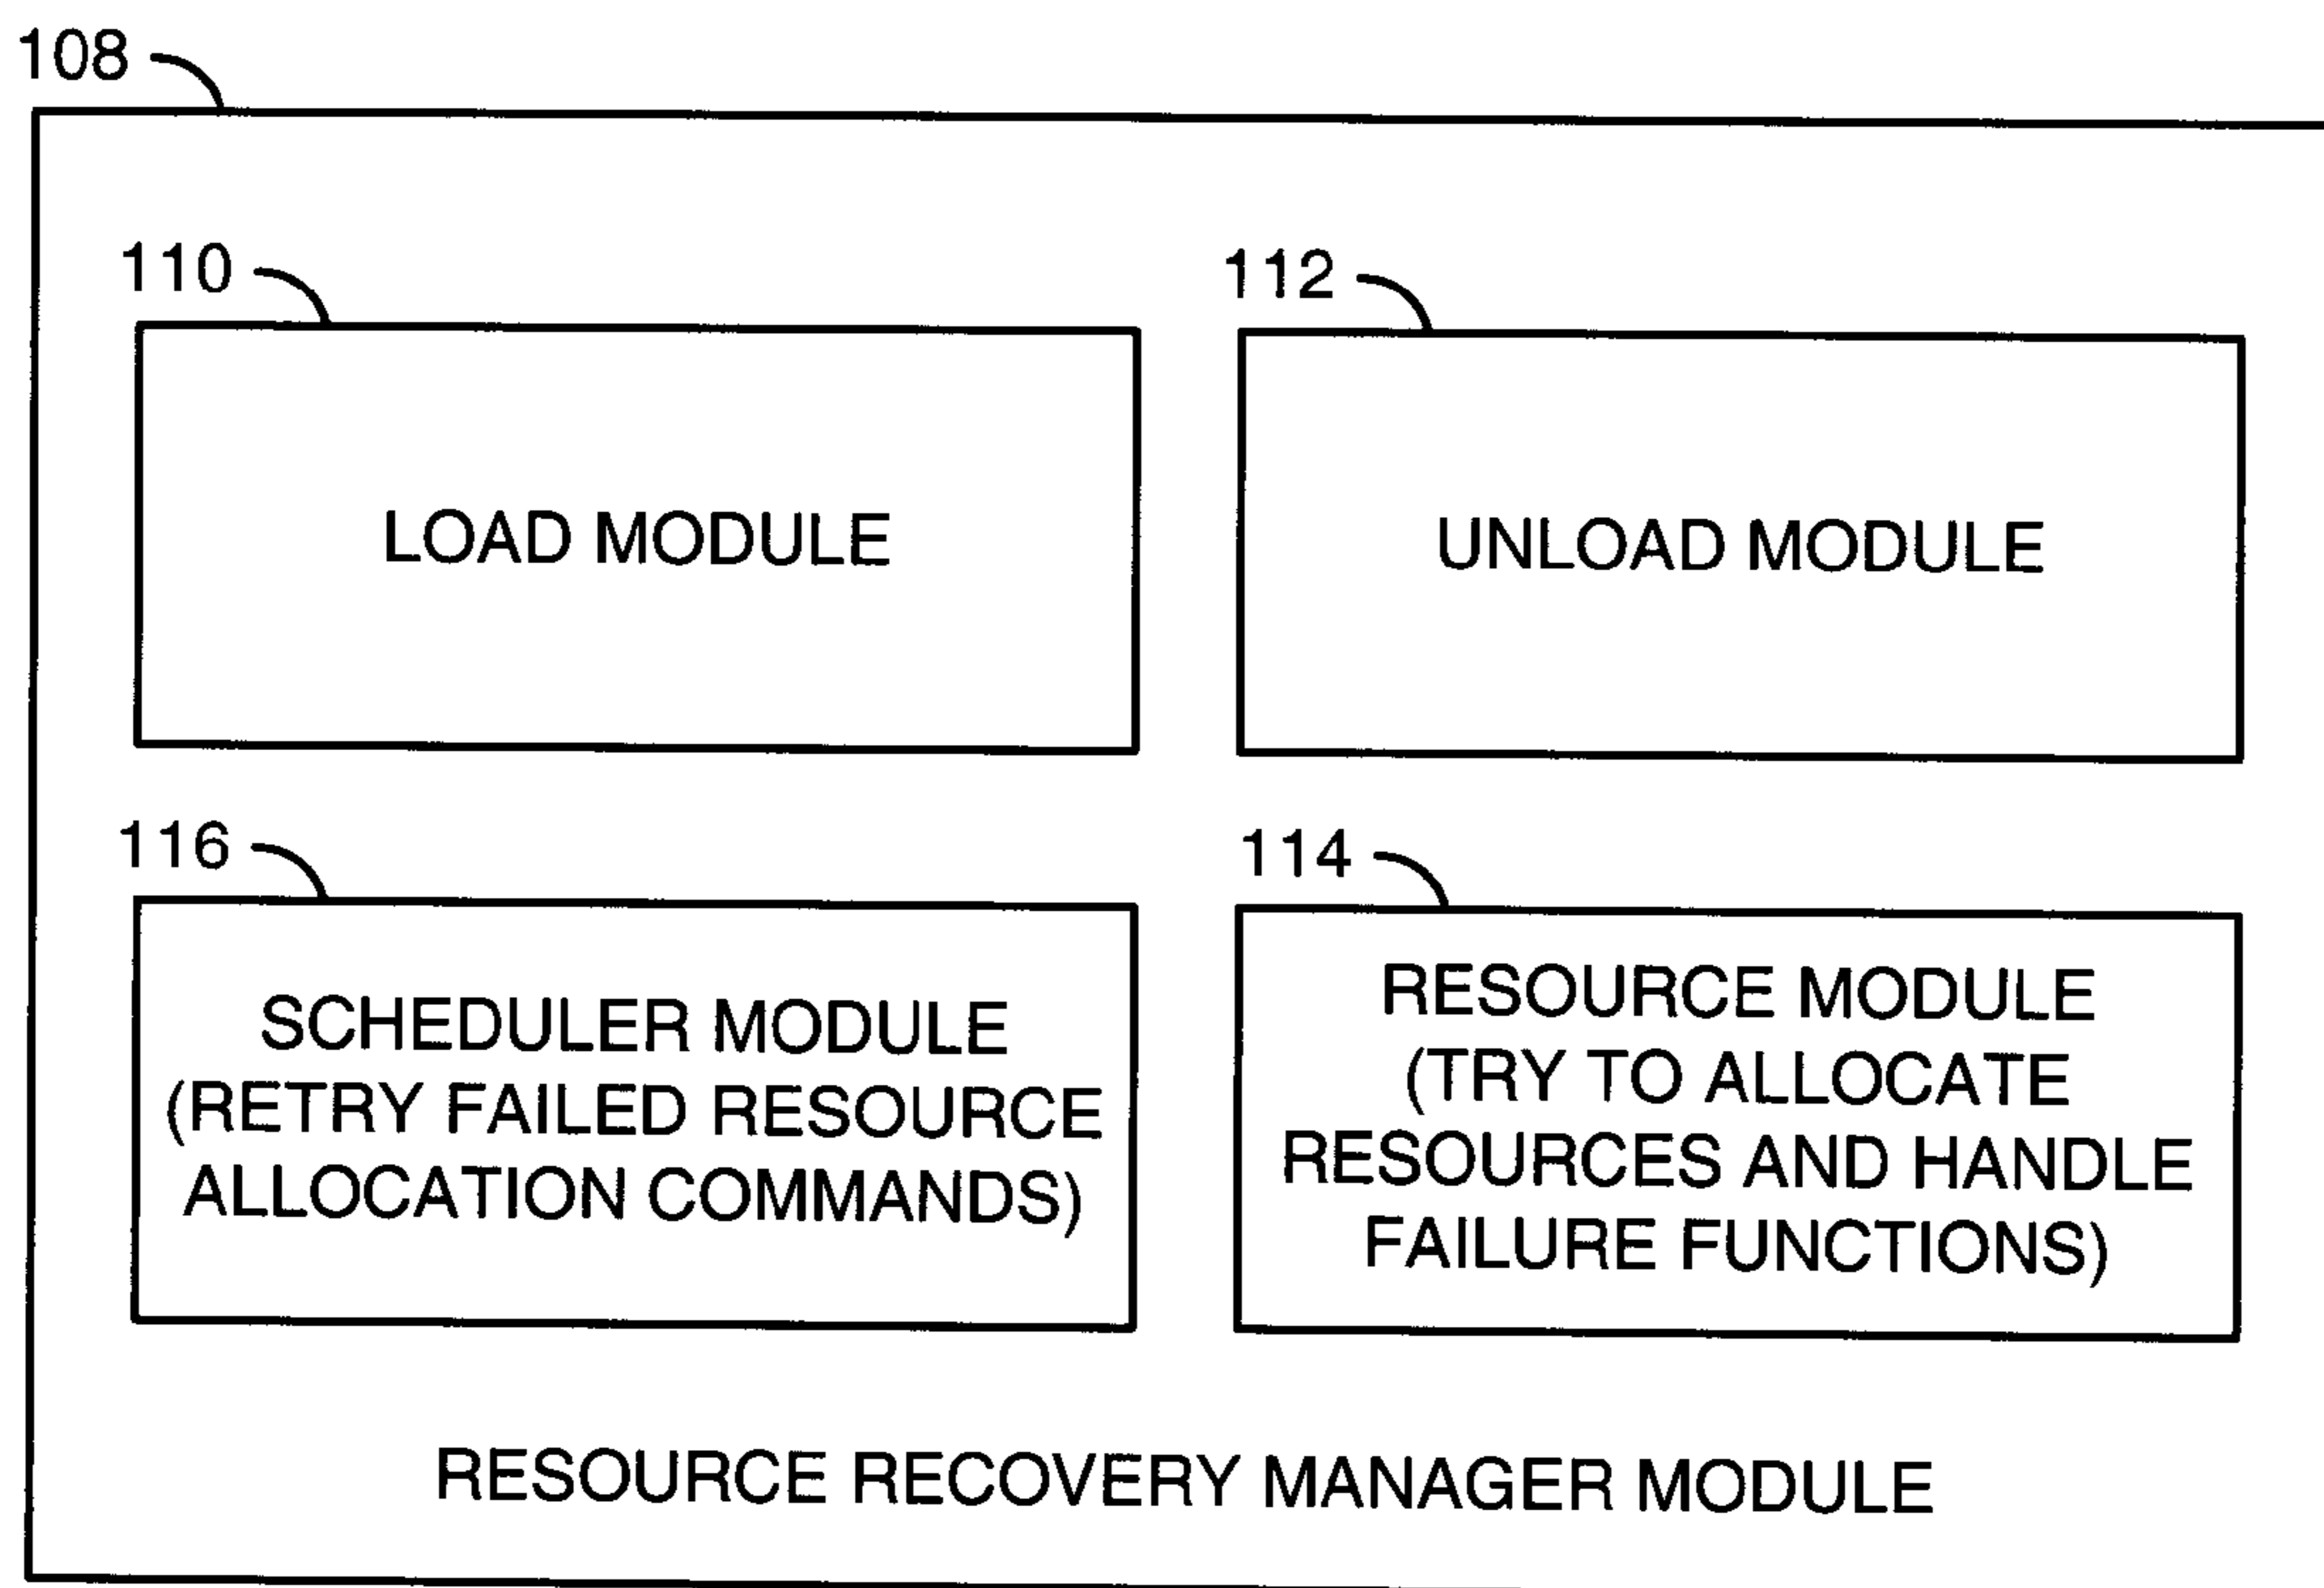 108
110
112
LOAD MODULE
UNLOAD MODULE
116
114
SCHEDULER MODULE
(RETRY FAILED RESOURCE
ALLOCATION COMMANDS)
RESOURCE MODULE
(TRY TO ALLOCATE
RESOURCES AND HANDLE
FAILURE FUNCTIONS)
RESOURCE RECOVERY MANAGER MODULE